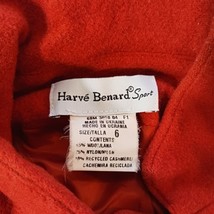 Harvé Benard® Sport
MADE IN UKRAINE
HECHO EN UCRANIA
SIZE/TALLA 6
CONTENTS
WOOL/LANA
NYLON/NYLON
10% RECYCLED CASHMERE
CACHEMIRA RECICLADA